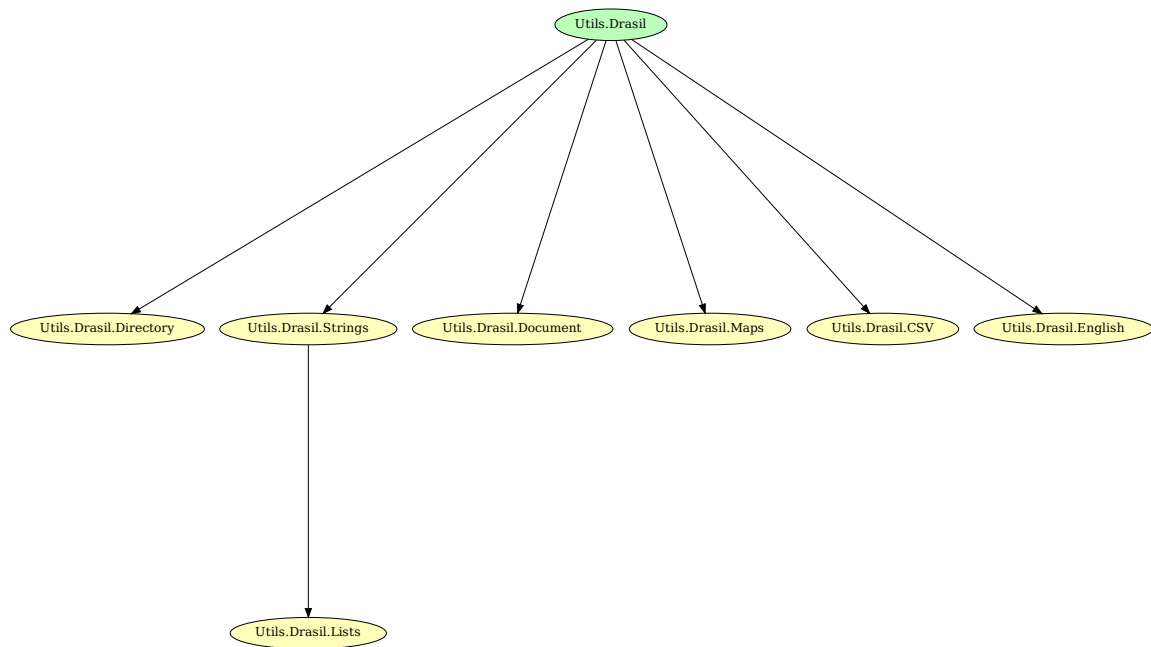 Utils.Drasil
Utils.Drasil.Directory
Utils.Drasil.Strings
Utils.Drasil.Document
Utils.Drasil.Maps
Utils.Drasil.CSV
Utils.Drasil.English
Utils.Drasil.Lists